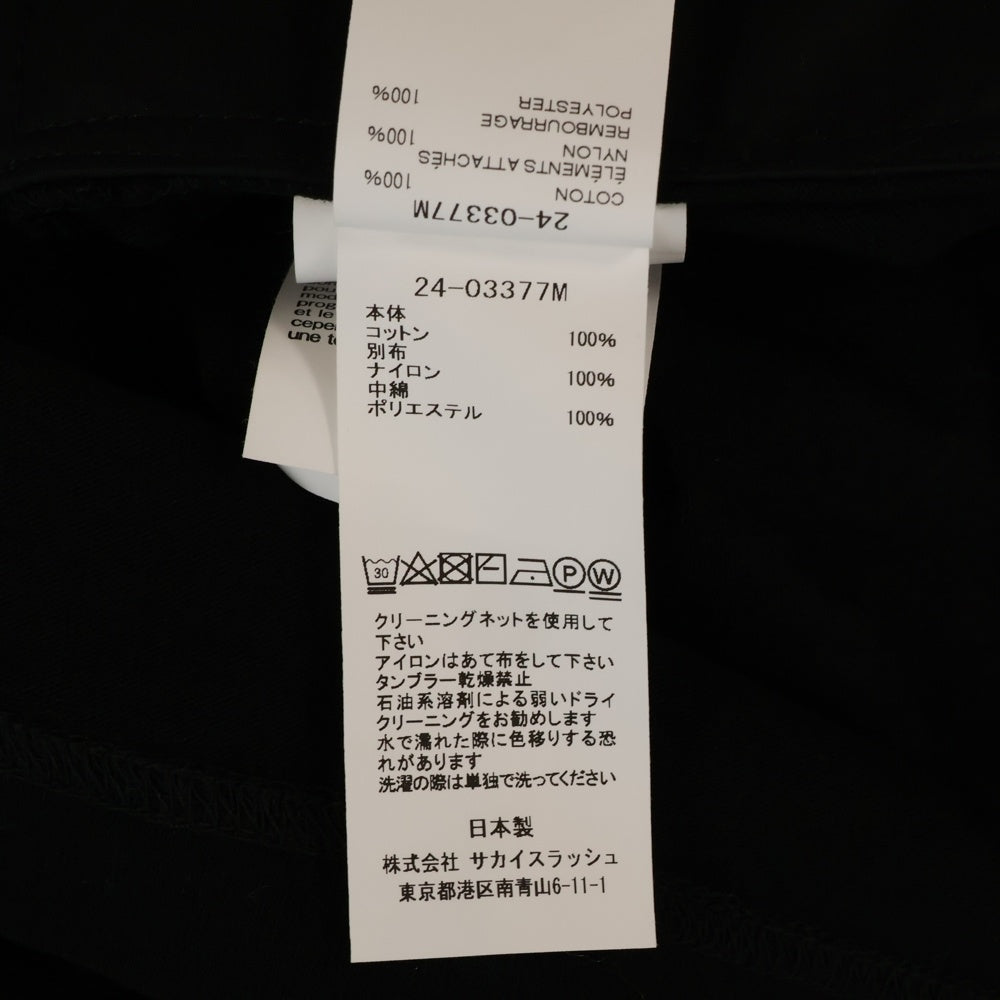 100%
POLYESTER
REMBOURRAGE
100%
NYLON
ÉLÉMENTS ATTACHÉS
100%
COTON
24-03377M
24-03377M
本体
コットン 100%
別布
ナイロン 100%
中綿
ポリエステル 100%
pou
mod
prog
et le
cepe
une t
30 P W
クリーニングネットを使用して
下さい
アイロンはあて布をして下さい
タンブラー乾燥禁止
石油系溶剤による弱いドライ
クリーニングをお勧めします
水で濡れた際に色移りする恐
れがあります
洗濯の際は単独で洗ってください
日本製
株式会社 サカイスラッシュ
東京都港区南青山6-11-1